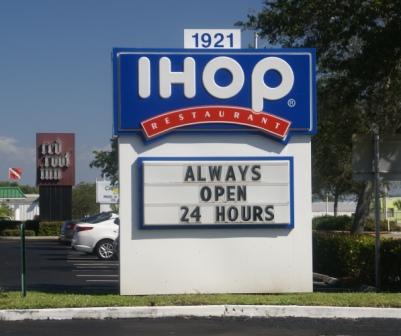 1921
IHOP®
RESTAURANT
ALWAYS
OPEN
24 HOURS
red
roof
inn